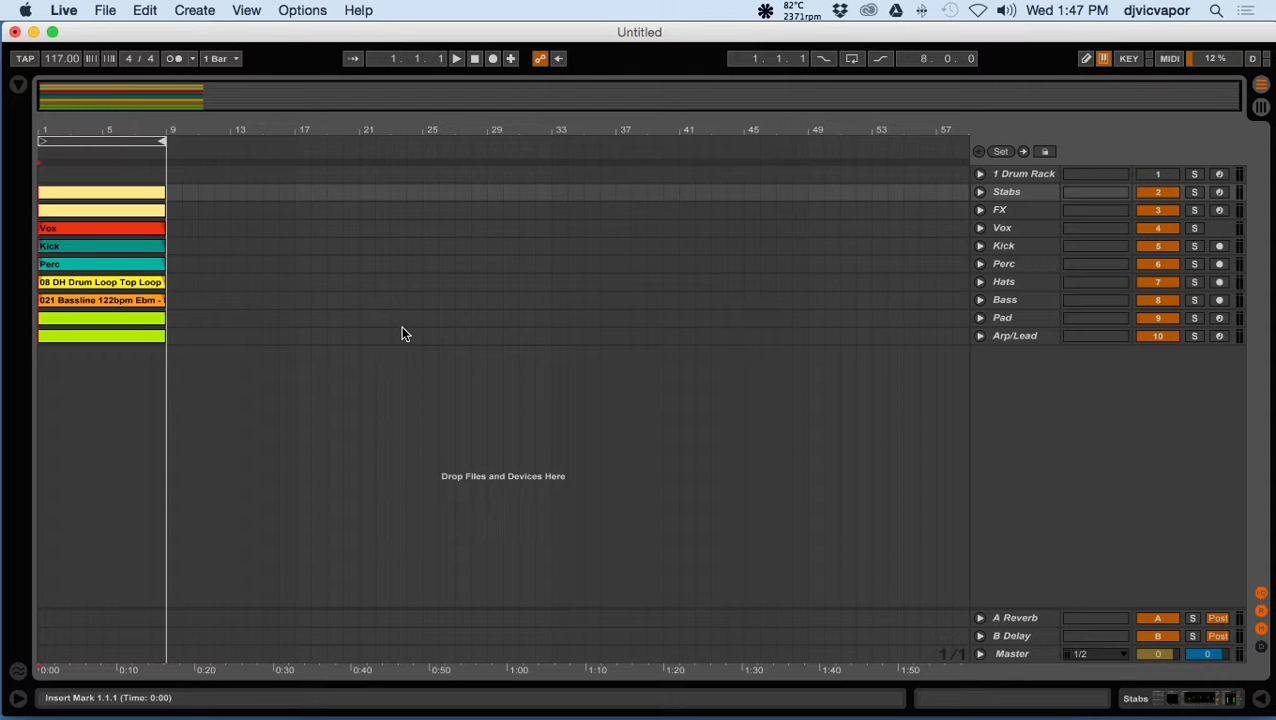 Live File Edit Create View Options Help 82°C 2371rpm Wed 1:47 PM djvicvapor
Untitled
TAP 117.00 4 / 4 1 Bar 1. 1. 1 1. 1. 1 8. 0. 0 KEY MIDI 12 % D
1 5 9 13 17 21 25 29 33 37 41 45 49 53 57
Set
1 Drum Rack 1 S
Stabs 2 S
FX 3 S
Vox Vox 4 S
Kick Kick 5 S
Perc Perc 6 S
08 DH Drum Loop Top Loop Hats 7 S
021 Bassline 122bpm Ebm - Bass 8 S
Pad 9 S
Arp/Lead 10 S
Drop Files and Devices Here
A Reverb A S Post
B Delay B S Post
1/1 Master 1/2 0 0
0:00 0:10 0:20 0:30 0:40 0:50 1:00 1:10 1:20 1:30 1:40 1:50
Insert Mark 1.1.1 (Time: 0:00) Stabs